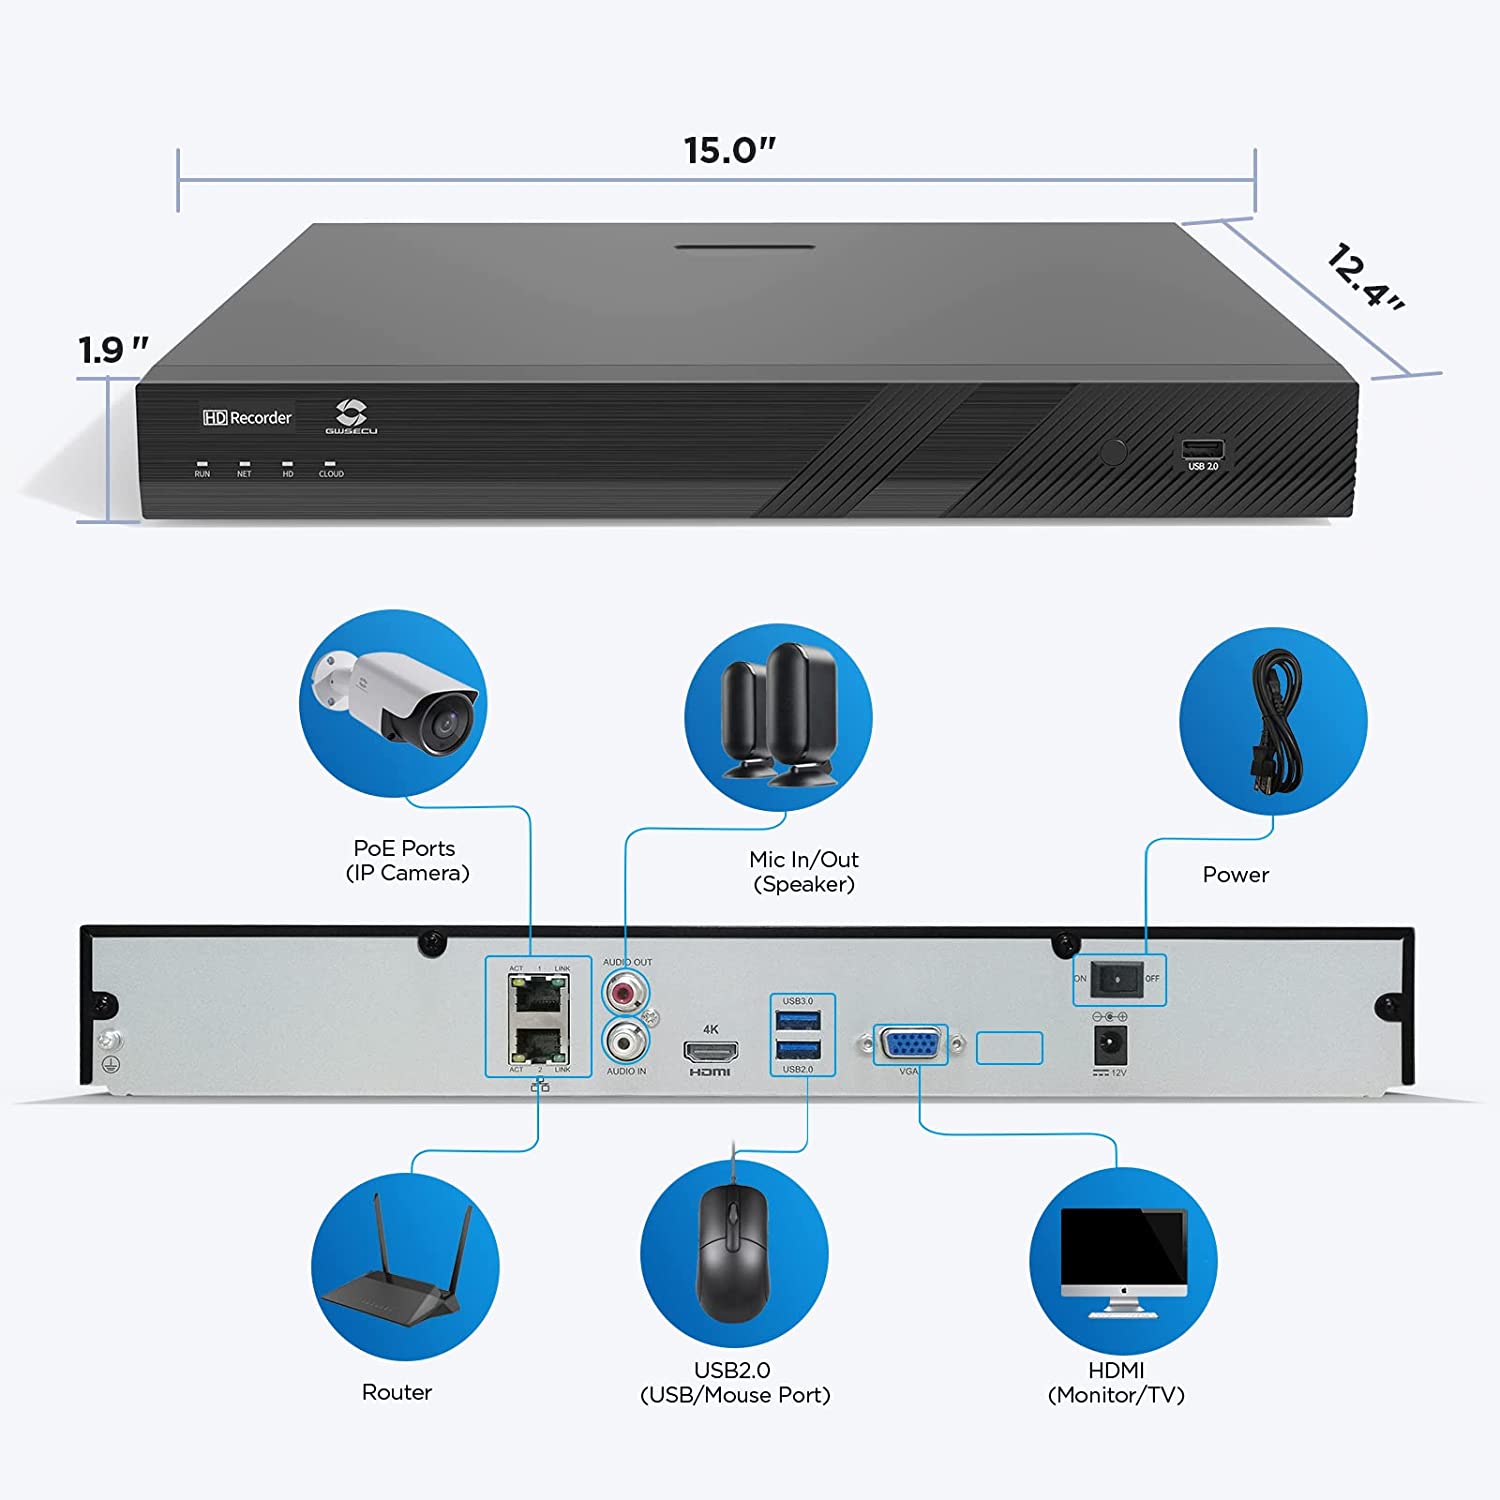 15.0"
12.4"
1.9"
HD Recorder
GWSECU
RUN NET HD CLOUD
USB 2.0
PoE Ports
(IP Camera)
Mic In/Out
(Speaker)
Power
ACT 1 LINK
AUDIO OUT
ON OFF
USB3.0
4K
HDMI
ACT 2 LINK
AUDIO IN
USB2.0
VGA
12V
Router
USB2.0
(USB/Mouse Port)
HDMI
(Monitor/TV)